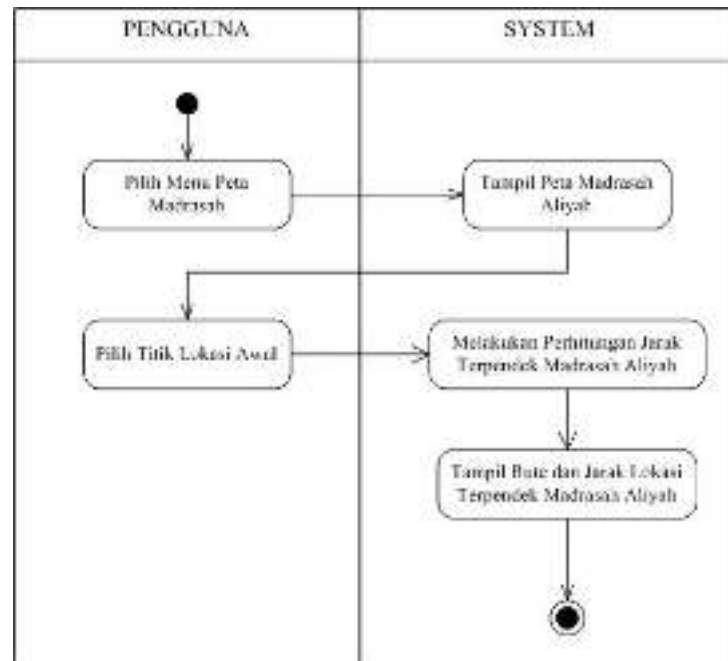 PENGGUNA
SYSTEM
Pilih Menu Peta
Madrasah
Tampil Peta Madrasah
Aliyah
Pilih Titik Lokasi Awal
Melakukan Perhitungan Jarak
Terpendek Madrasah Aliyah
Tampil Rute dan Jarak Lokasi
Terpendek Madrasah Aliyah